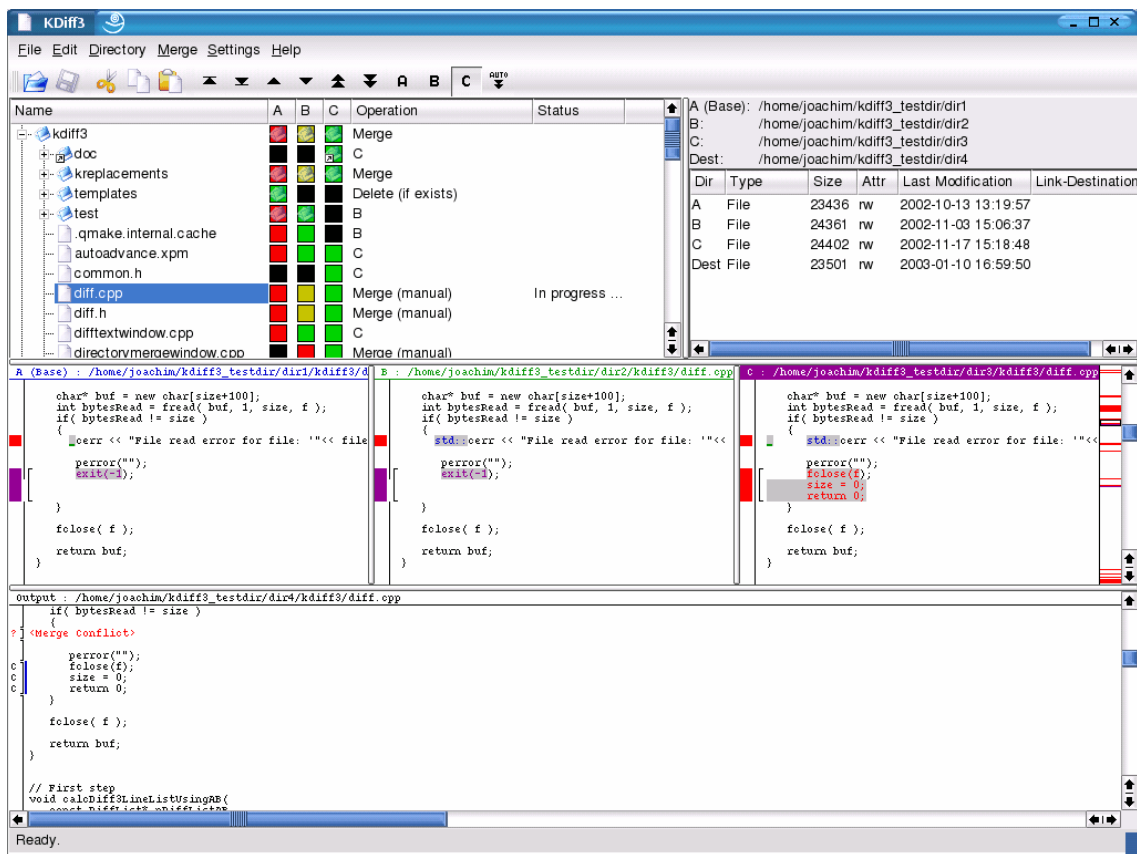 KDiff3
File Edit Directory Merge Settings Help
A B C AUTO
Name A B C Operation Status
kdiff3 Merge
doc C
kreplacements Merge
templates Delete (if exists)
test B
.qmake.internal.cache B
autoadvance.xpm C
common.h C
diff.cpp Merge (manual) In progress ...
diff.h Merge (manual)
difftextwindow.cpp C
directorymergewindow.cpp Merge (manual)
A (Base): /home/joachim/kdiff3_testdir/dir1
B: /home/joachim/kdiff3_testdir/dir2
C: /home/joachim/kdiff3_testdir/dir3
Dest: /home/joachim/kdiff3_testdir/dir4
Dir Type Size Attr Last Modification Link-Destination
A File 23436 rw 2002-10-13 13:19:57
B File 24361 rw 2002-11-03 15:06:37
C File 24402 rw 2002-11-17 15:18:48
Dest File 23501 rw 2003-01-10 16:59:50
A (Base) : /home/joachim/kdiff3_testdir/dir1/kdiff3/d
char* buf = new char[size+100];
int bytesRead = fread( buf, 1, size, f );
if( bytesRead != size )
{
cerr << "File read error for file: '"<< file
perror("");
exit(-1);
}
fclose( f );
return buf;
}
B : /home/joachim/kdiff3_testdir/dir2/kdiff3/diff.cpp
char* buf = new char[size+100];
int bytesRead = fread( buf, 1, size, f );
if( bytesRead != size )
{
std::cerr << "File read error for file: '"<<
perror("");
exit(-1);
}
fclose( f );
return buf;
}
C : /home/joachim/kdiff3_testdir/dir3/kdiff3/diff.cpp
char* buf = new char[size+100];
int bytesRead = fread( buf, 1, size, f );
if( bytesRead != size )
{
std::cerr << "File read error for file: '"<<
perror("");
fclose(f);
size = 0;
return 0;
}
fclose( f );
return buf;
}
Output : /home/joachim/kdiff3_testdir/dir4/kdiff3/diff.cpp
if( bytesRead != size )
{
? <Merge Conflict>
perror("");
C fclose(f);
C size = 0;
C return 0;
}
fclose( f );
return buf;
}
// First step
void calcDiff3LineListUsingAB(
const DiffList* pDiffListAB,
Ready.